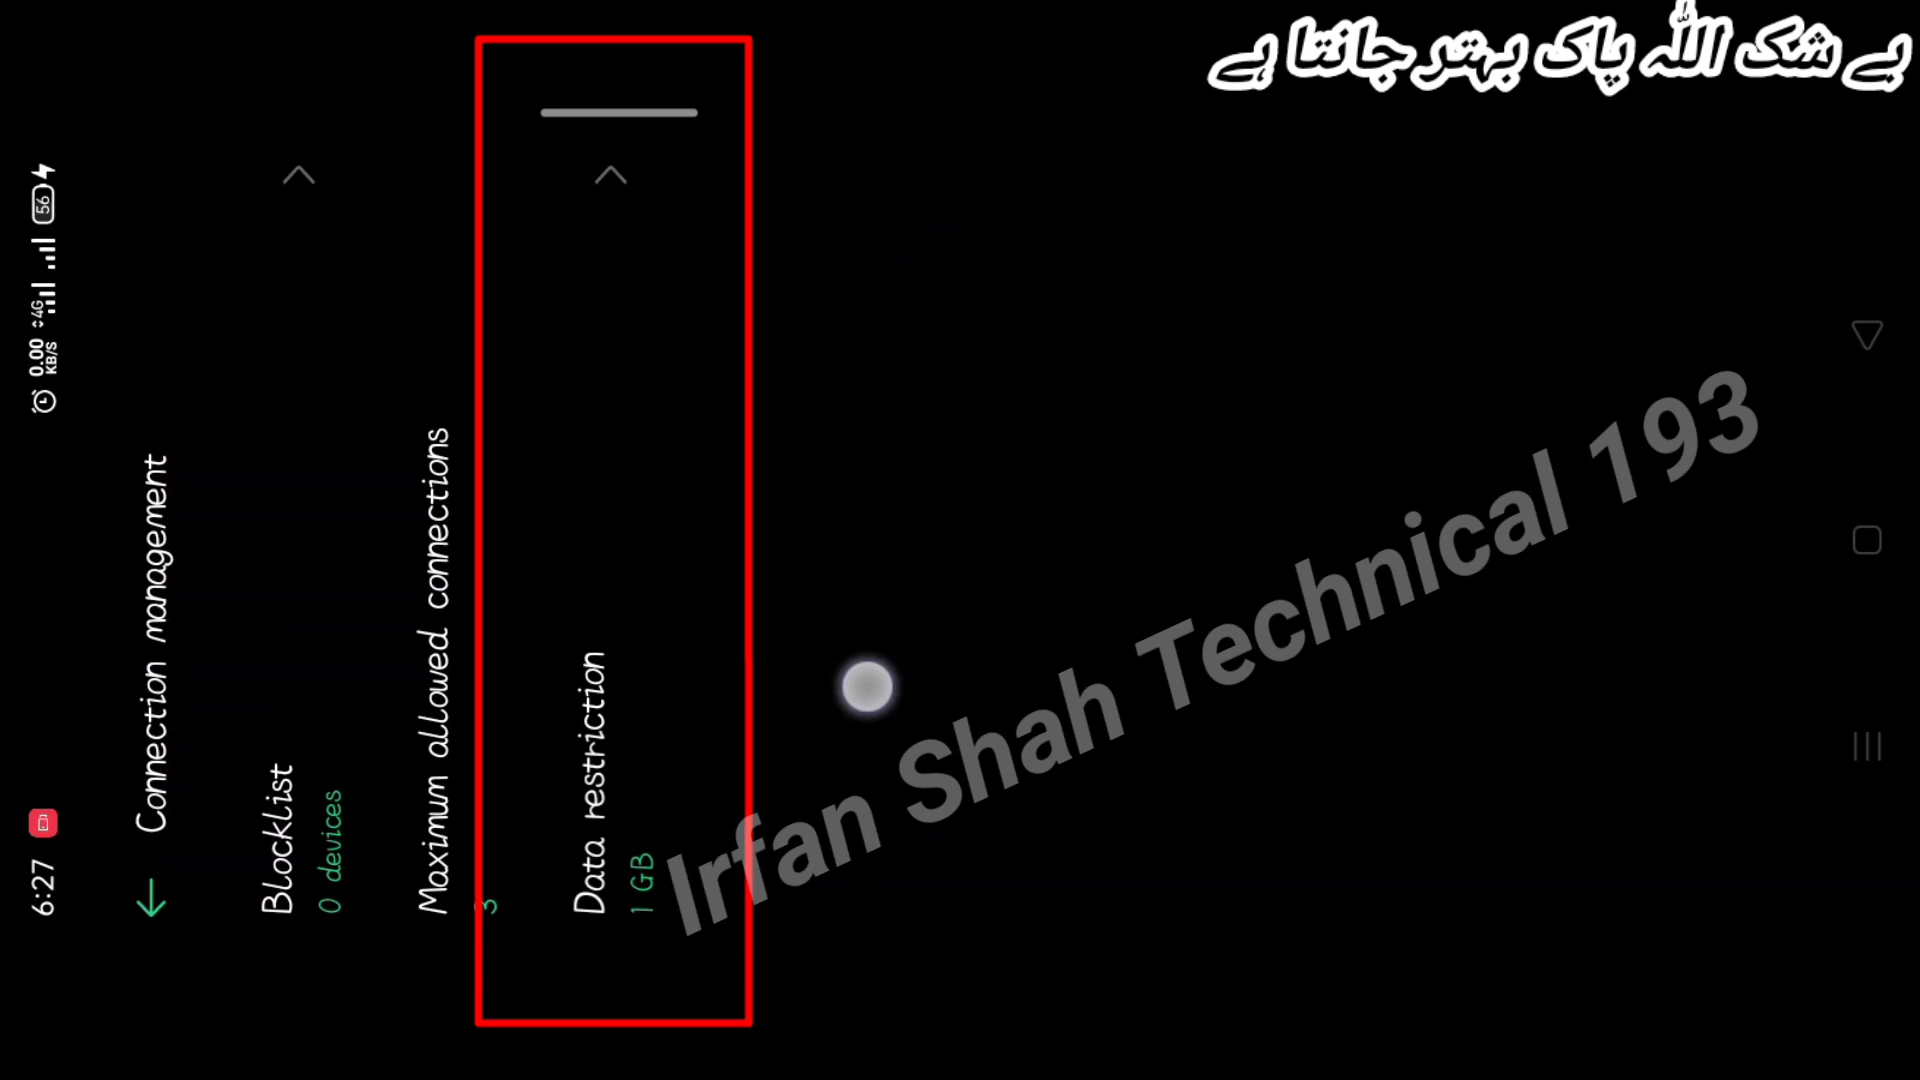 بے شک اللہ پاک بہتر جانتا ہے
6:27
0.00 KB/S 4G 56
Connection management
Blocklist
0 devices
Maximum allowed connections
3
Data restriction
1 GB
Irfan Shah Technical 193